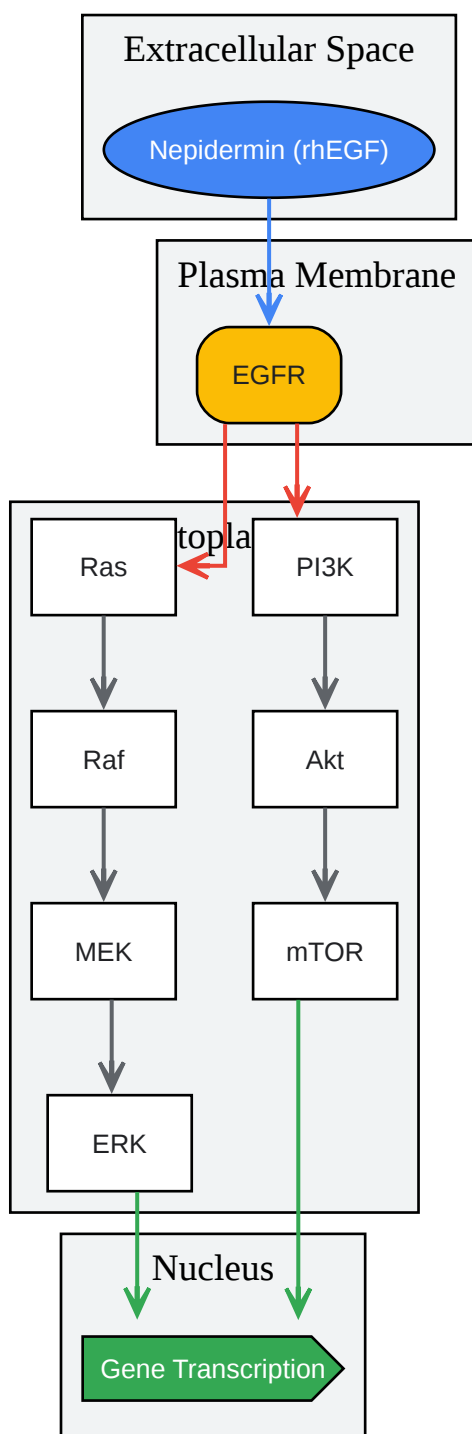 Extracellular Space
Nepidermin (rhEGF)
Plasma Membrane
EGFR
Ras
PI3K
Raf
Akt
MEK
mTOR
ERK
Nucleus
Gene Transcription